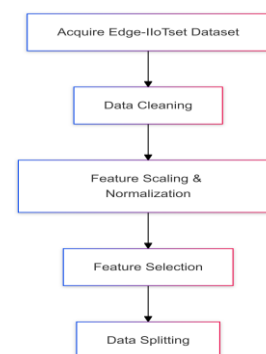 Acquire Edge-IIoTset Dataset
Data Cleaning
Feature Scaling &
Normalization
Feature Selection
Data Splitting